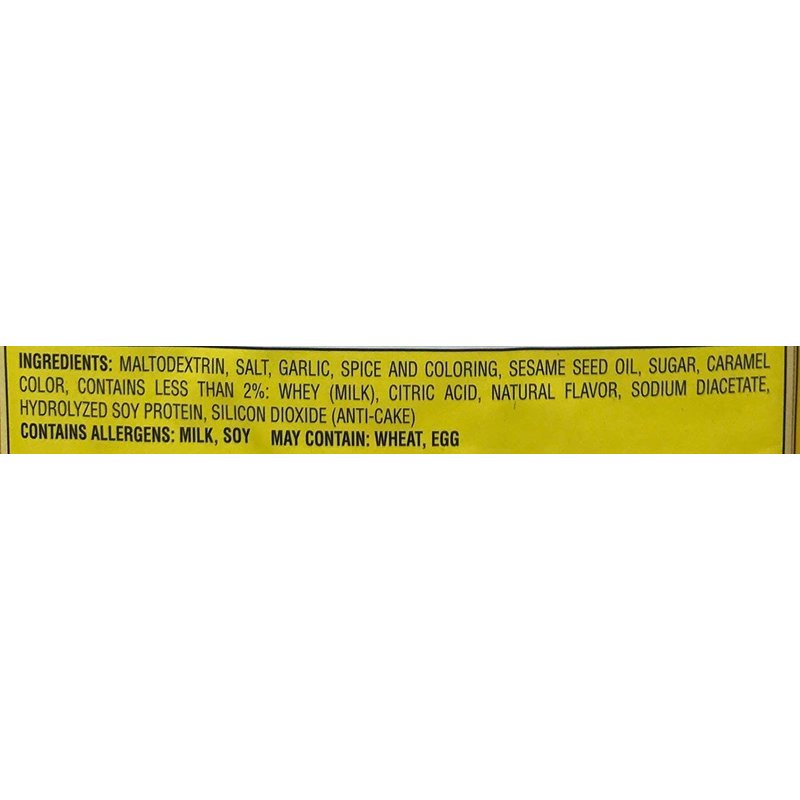 INGREDIENTS: MALTODEXTRIN, SALT, GARLIC, SPICE AND COLORING, SESAME SEED OIL, SUGAR, CARAMEL
COLOR, CONTAINS LESS THAN 2%: WHEY (MILK), CITRIC ACID, NATURAL FLAVOR, SODIUM DIACETATE,
HYDROLYZED SOY PROTEIN, SILICON DIOXIDE (ANTI-CAKE)
CONTAINS ALLERGENS: MILK, SOY MAY CONTAIN: WHEAT, EGG